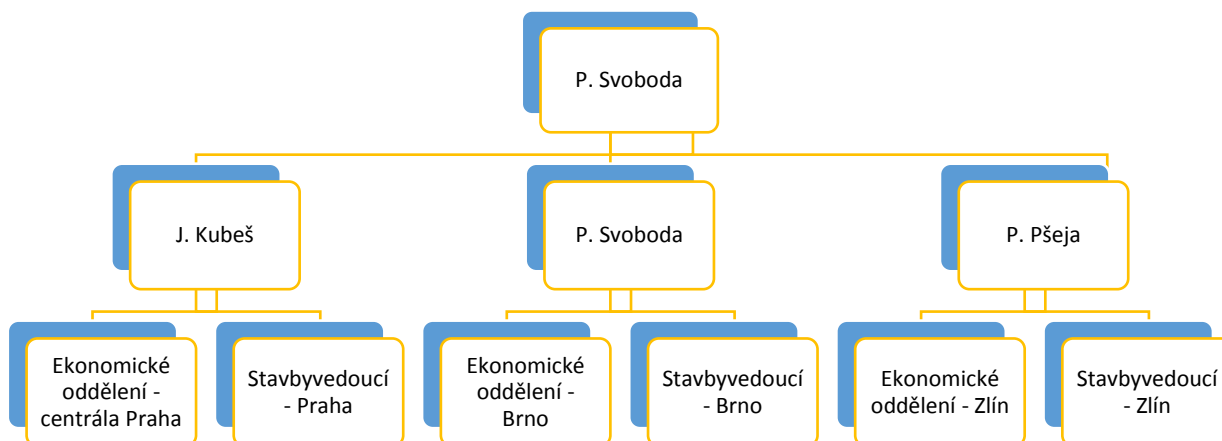 P. Svoboda
J. Kubeš
P. Svoboda
P. Pšeja
Ekonomické
oddělení -
centrála Praha
Stavbyvedoucí
- Praha
Ekonomické
oddělení -
Brno
Stavbyvedoucí
- Brno
Ekonomické
oddělení - Zlín
Stavbyvedoucí
- Zlín